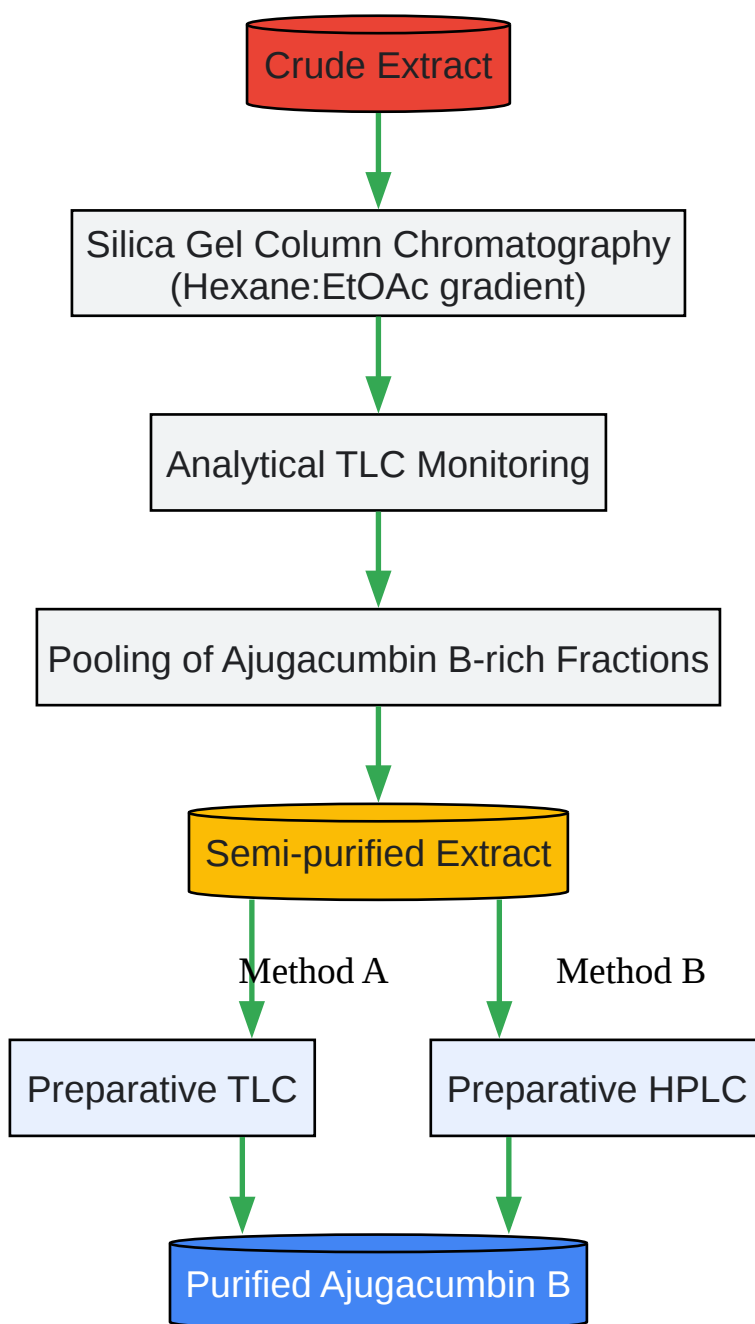 Crude Extract
Silica Gel Column Chromatography
(Hexane:EtOAc gradient)
Analytical TLC Monitoring
Pooling of Ajugacumbin B-rich Fractions
Semi-purified Extract
Method A
Method B
Preparative TLC
Preparative HPLC
Purified Ajugacumbin B